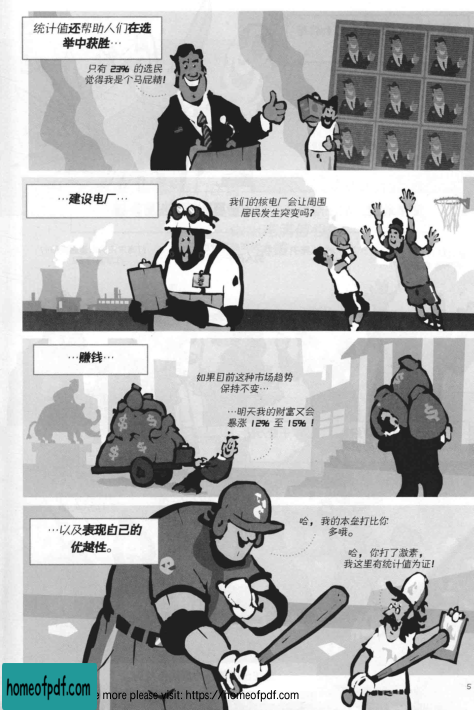 统计值还帮助人们在选
举中获胜…
只有 23% 的选民
觉得我是个马屁精!
…建设电厂…
我们的核电厂会让周围
居民发生突变吗?
…赚钱…
如果目前这种市场趋势
保持不变…
…明天我的财富又会
暴涨 12% 至 15% !
…以及表现自己的
优越性。
哈，我的本垒打比你
多哦。
哈，你打了激素，
我这里有统计值为证!
5
homeofpdf.com
e more please visit: https://homeofpdf.com